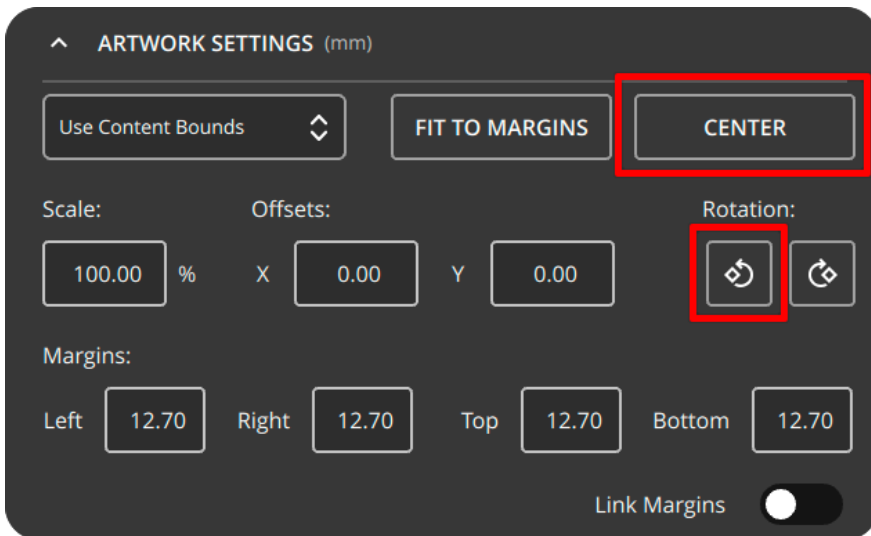 ARTWORK SETTINGS (mm)
Use Content Bounds FIT TO MARGINS CENTER
Scale: Offsets: Rotation:
100.00 % X 0.00 Y 0.00
Margins:
Left 12.70 Right 12.70 Top 12.70 Bottom 12.70
Link Margins